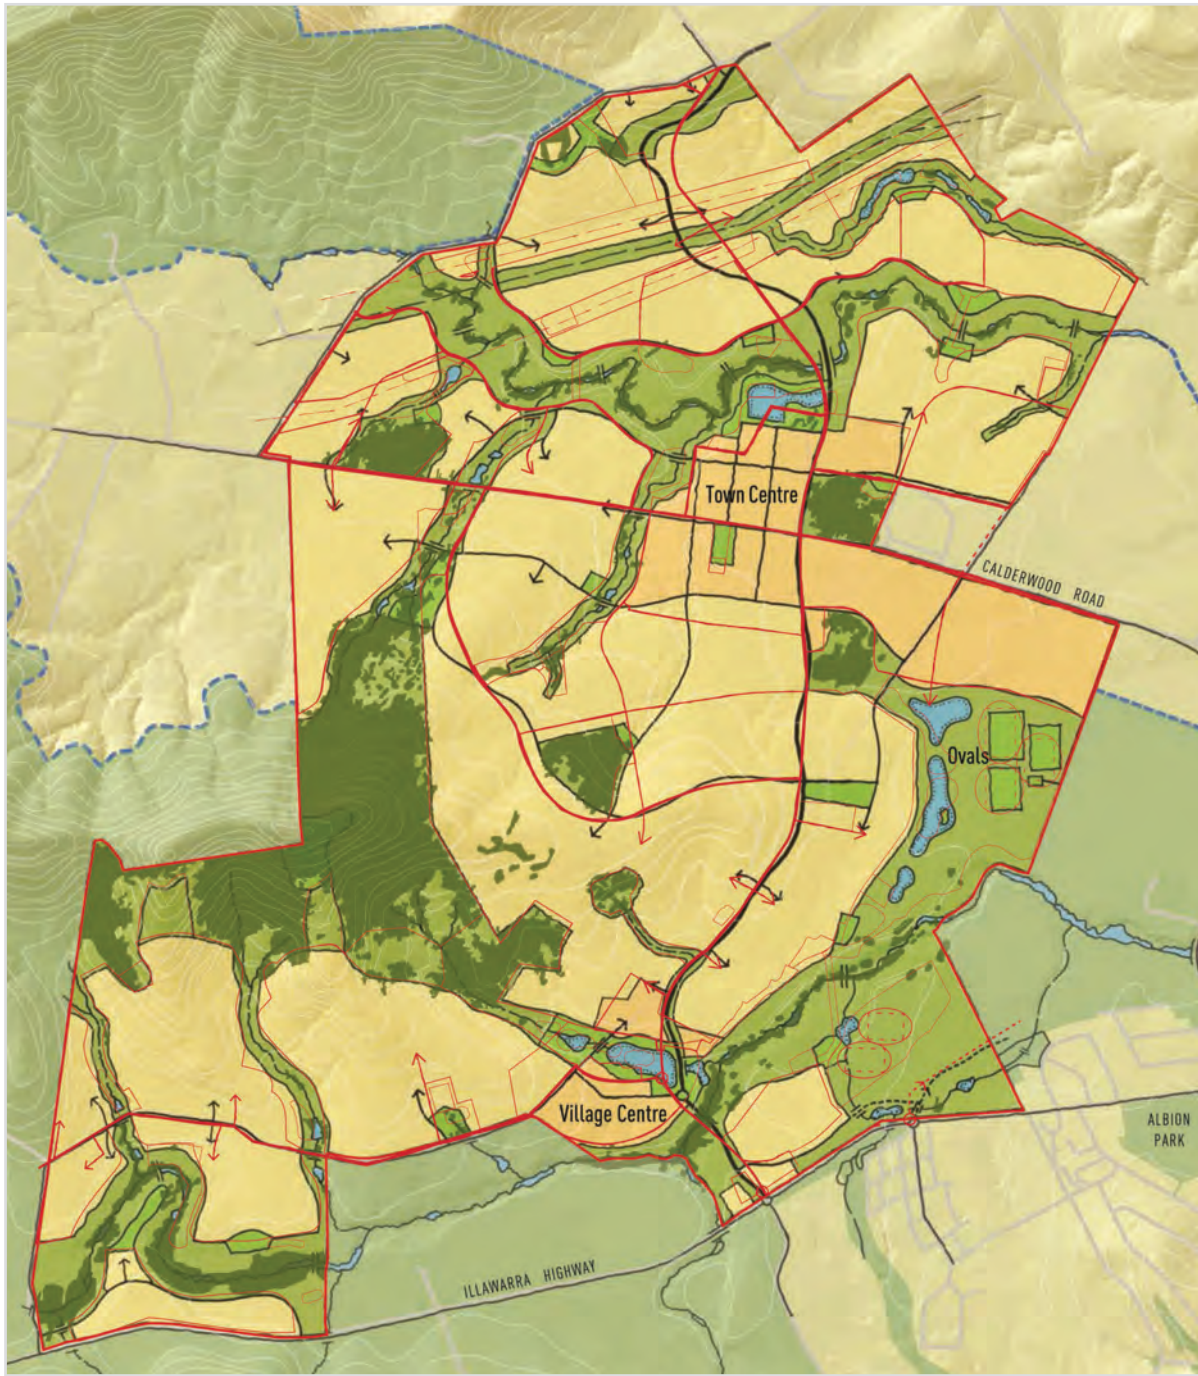 Town Centre
CALDERWOOD ROAD
Ovals
Village Centre
ALBION
PARK
ILLAWARRA HIGHWAY